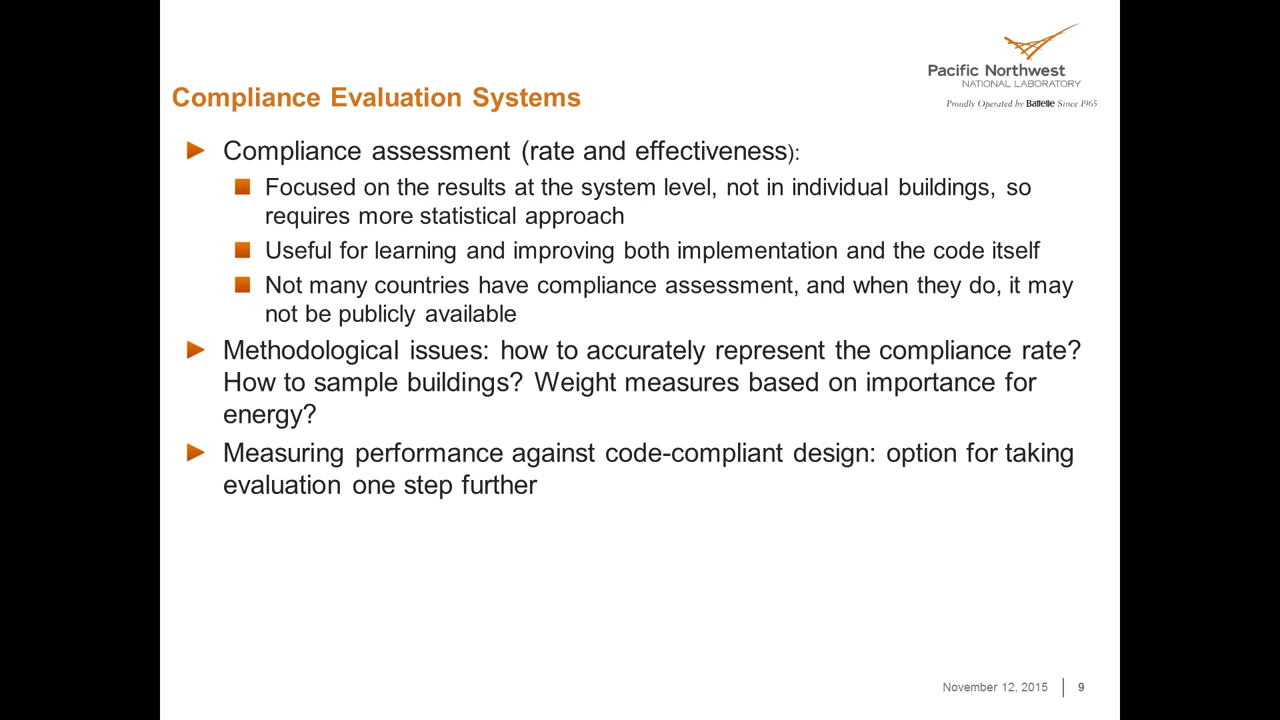 Pacific Northwest
NATIONAL LABORATORY
Proudly Operated by Battelle Since 1965
Compliance Evaluation Systems
Compliance assessment (rate and effectiveness):
Focused on the results at the system level, not in individual buildings, so
requires more statistical approach
Useful for learning and improving both implementation and the code itself
Not many countries have compliance assessment, and when they do, it may
not be publicly available
Methodological issues: how to accurately represent the compliance rate?
How to sample buildings? Weight measures based on importance for
energy?
Measuring performance against code-compliant design: option for taking
evaluation one step further
November 12, 2015 9